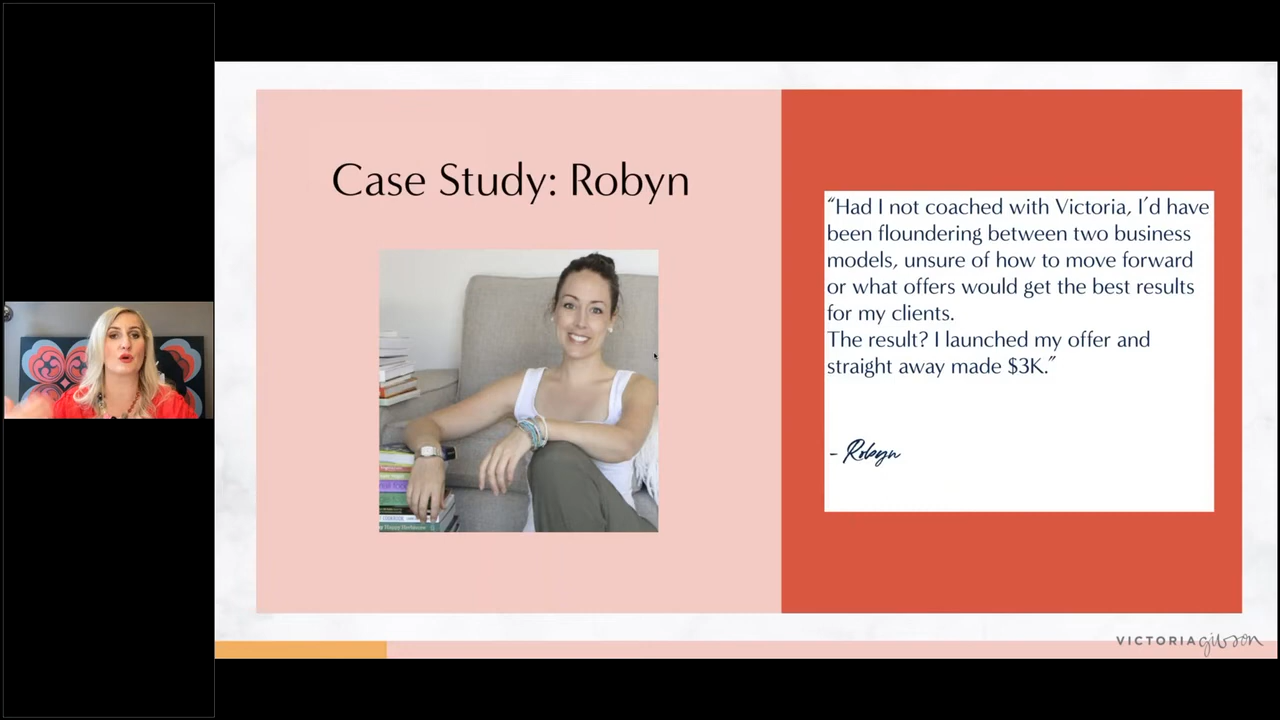 Case Study: Robyn
“Had I not coached with Victoria, I’d have
been floundering between two business
models, unsure of how to move forward
or what offers would get the best results
for my clients.
The result? I launched my offer and
straight away made $3K.”
- Robyn
VICTORIA gibson